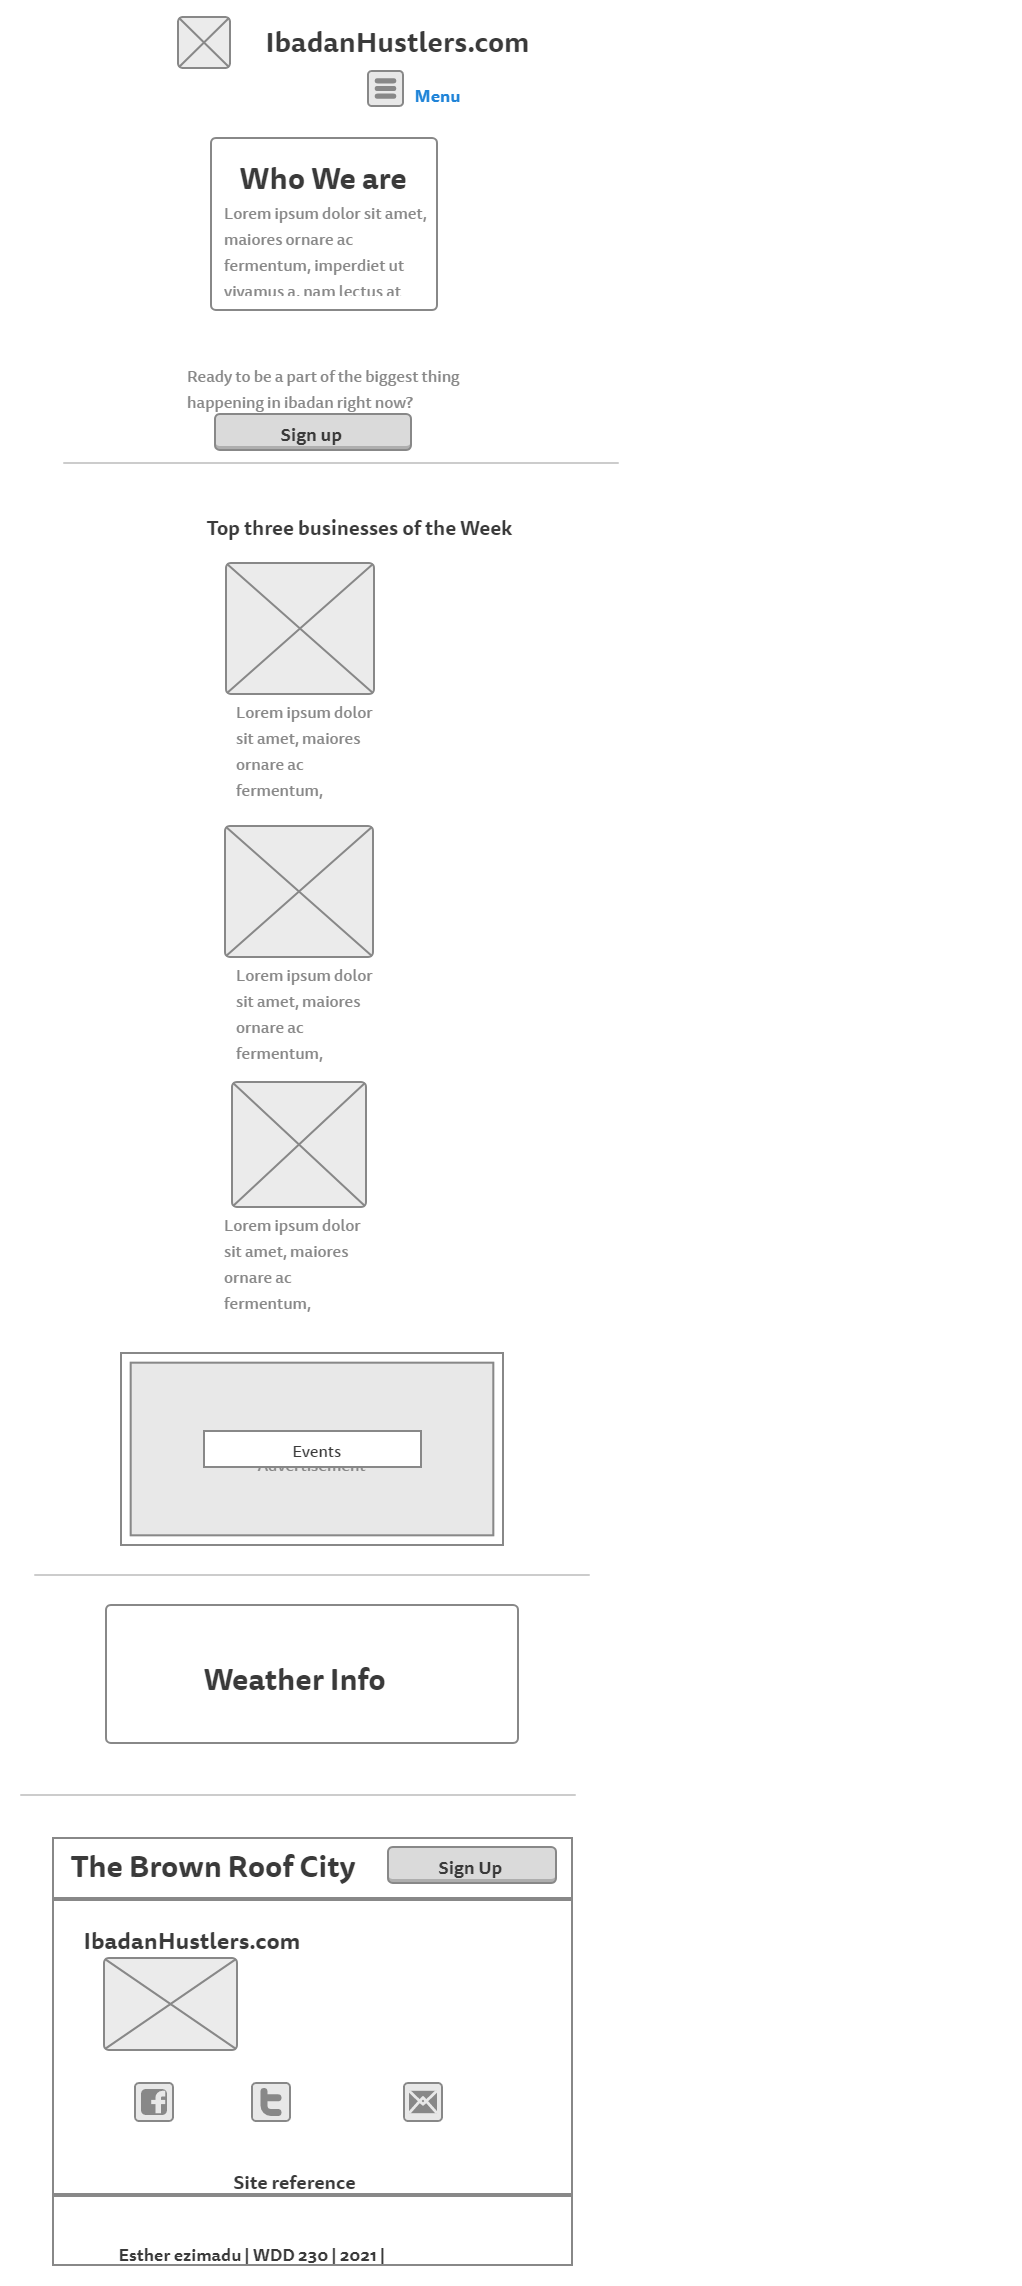 IbadanHustlers.com
Menu
Who We are
Lorem ipsum dolor sit amet,
maiores ornare ac
fermentum, imperdiet ut
vivamus a, nam lectus at
Ready to be a part of the biggest thing
happening in ibadan right now?
Sign up
Top three businesses of the Week
Lorem ipsum dolor
sit amet, maiores
ornare ac
fermentum,
Lorem ipsum dolor
sit amet, maiores
ornare ac
fermentum,
Lorem ipsum dolor
sit amet, maiores
ornare ac
fermentum,
Events
Advertisement
Weather Info
The Brown Roof City
Sign Up
IbadanHustlers.com
Site reference
Esther ezimadu | WDD 230 | 2021 |